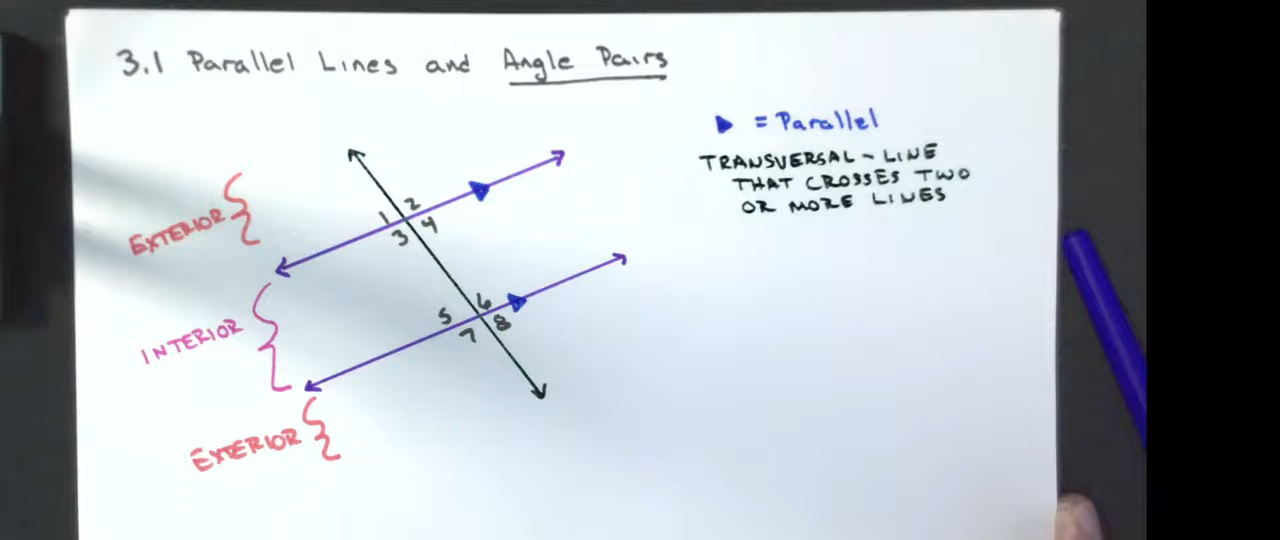 3.1 Parallel Lines and Angle Pairs
= Parallel
TRANSVERSAL - LINE
THAT CROSSES TWO
OR MORE LINES
EXTERIOR
1 2
3 4
INTERIOR
5 6
7 8
EXTERIOR